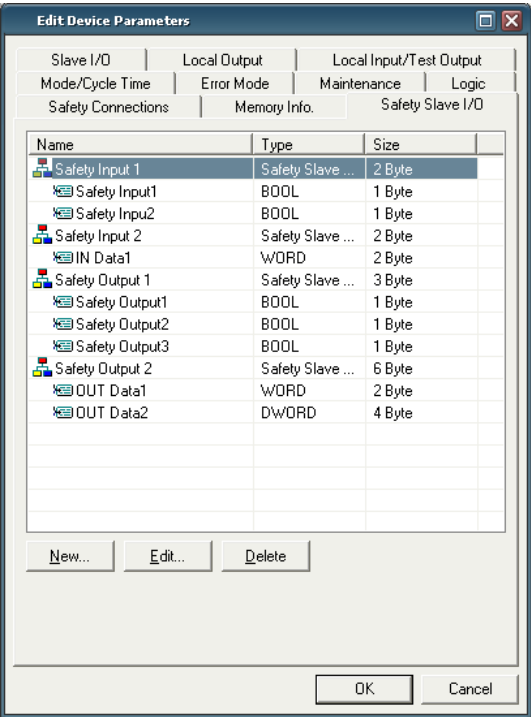 Edit Device Parameters
Slave I/O Local Output Local Input/Test Output
Mode/Cycle Time Error Mode Maintenance Logic
Safety Connections Memory Info. Safety Slave I/O
Name Type Size
Safety Input 1 Safety Slave ... 2 Byte
Safety Input1 BOOL 1 Byte
Safety Inpu2 BOOL 1 Byte
Safety Input 2 Safety Slave ... 2 Byte
IN Data1 WORD 2 Byte
Safety Output 1 Safety Slave ... 3 Byte
Safety Output1 BOOL 1 Byte
Safety Output2 BOOL 1 Byte
Safety Output3 BOOL 1 Byte
Safety Output 2 Safety Slave ... 6 Byte
OUT Data1 WORD 2 Byte
OUT Data2 DWORD 4 Byte
New... Edit... Delete
OK Cancel